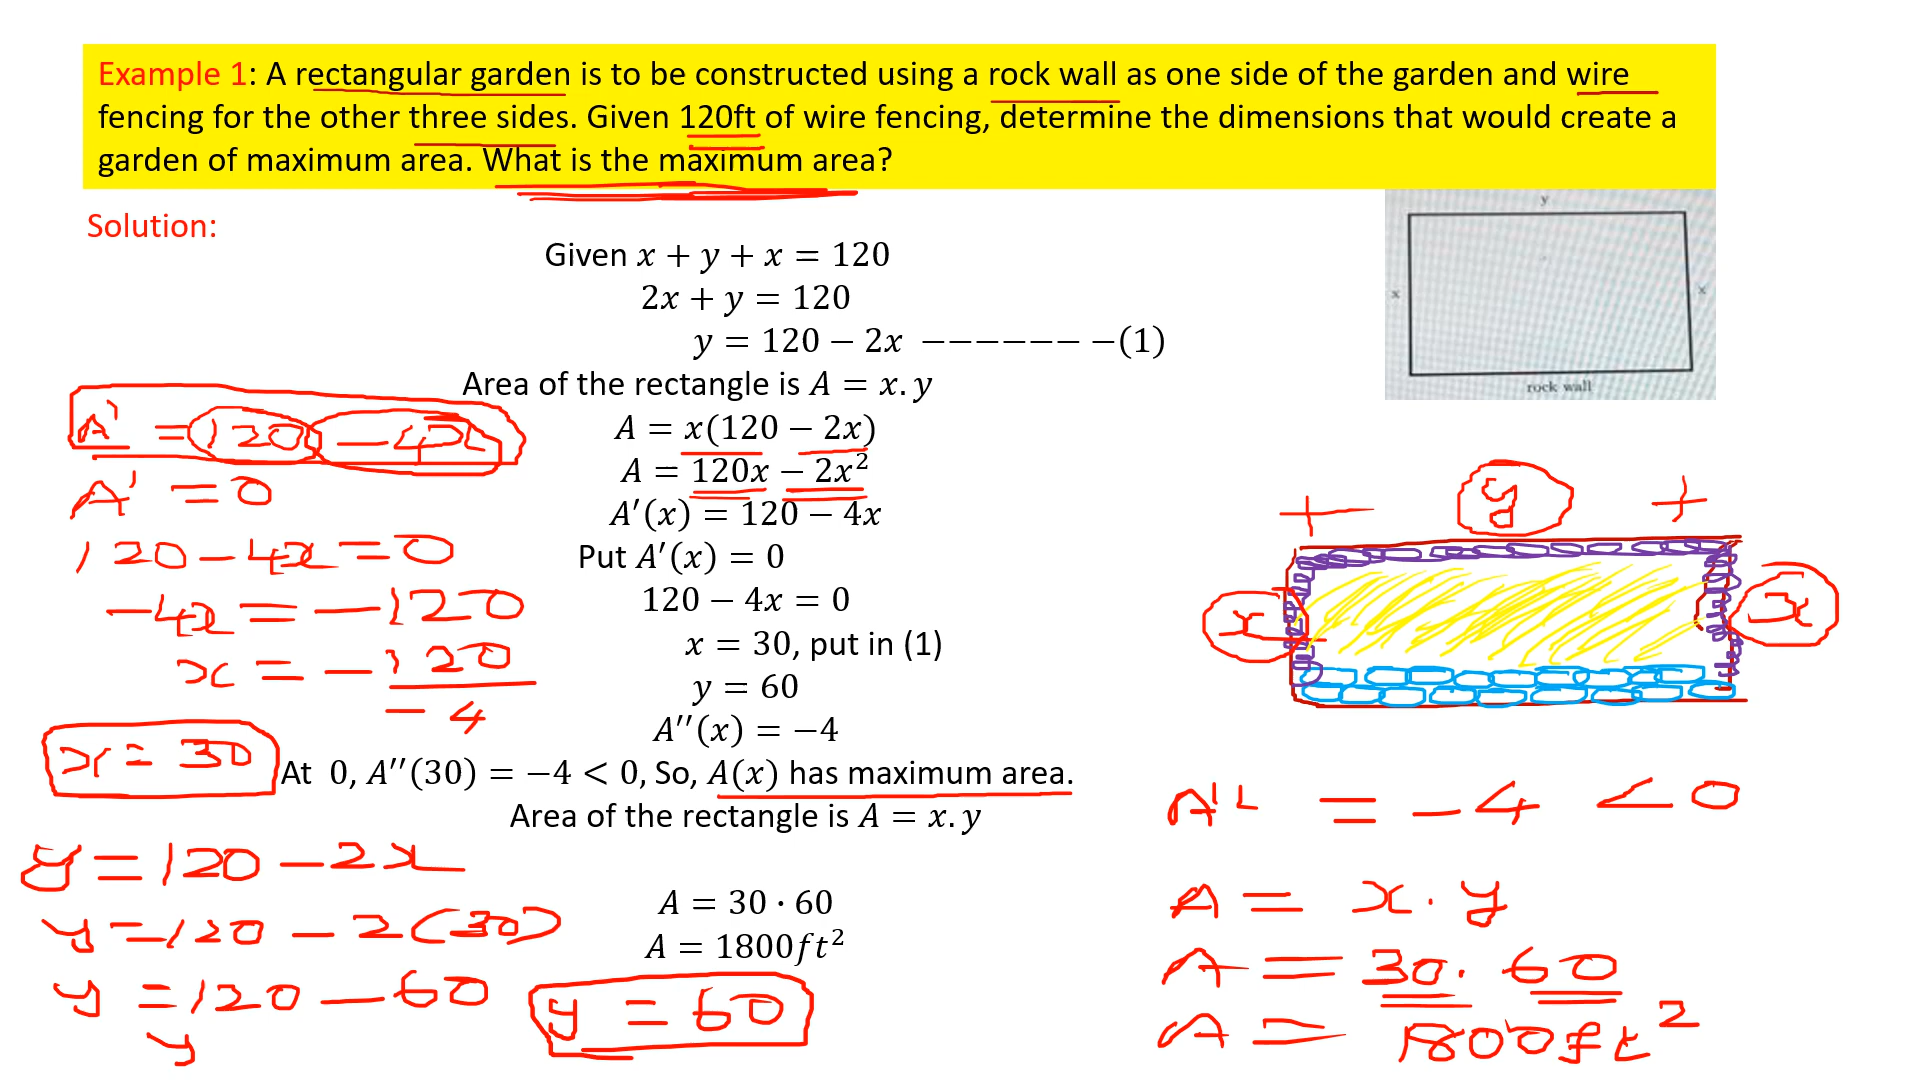 Example 1: A rectangular garden is to be constructed using a rock wall as one side of the garden and wire
fencing for the other three sides. Given 120ft of wire fencing, determine the dimensions that would create a
garden of maximum area. What is the maximum area?
Solution:
Given x + y + x = 120
2x + y = 120
y = 120 − 2x −−−−−− −(1)
Area of the rectangle is A = x. y
A = x(120 − 2x)
A = 120x − 2x²
A′(x) = 120 − 4x
Put A′(x) = 0
120 − 4x = 0
x = 30, put in (1)
y = 60
A′′(x) = −4
At 0, A′′(30) = −4 < 0, So, A(x) has maximum area.
Area of the rectangle is A = x. y
A = 30 · 60
A = 1800ft²
y
x x
rock wall
A' = 120 − 4x
A' = 0
120 − 4x = 0
−4x = −120
x = −120
− 4
x = 30
y = 120 − 2x
y = 120 − 2(30)
y = 120 − 60
y
y = 60
+ y +
x x
A'' = −4 < 0
A = x . y
A = 30 . 60
A = 1800ft²